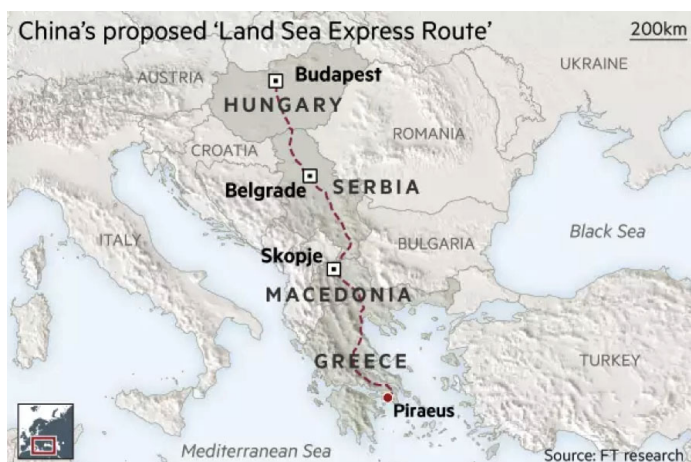 China's proposed ‘Land Sea Express Route’
200km
UKRAINE
AUSTRIA
Budapest
HUNGARY
ROMANIA
CROATIA
Belgrade
SERBIA
ITALY
Black Sea
BULGARIA
Skopje
MACEDONIA
GREECE
TURKEY
Piraeus
Mediterranean Sea
Source: FT research